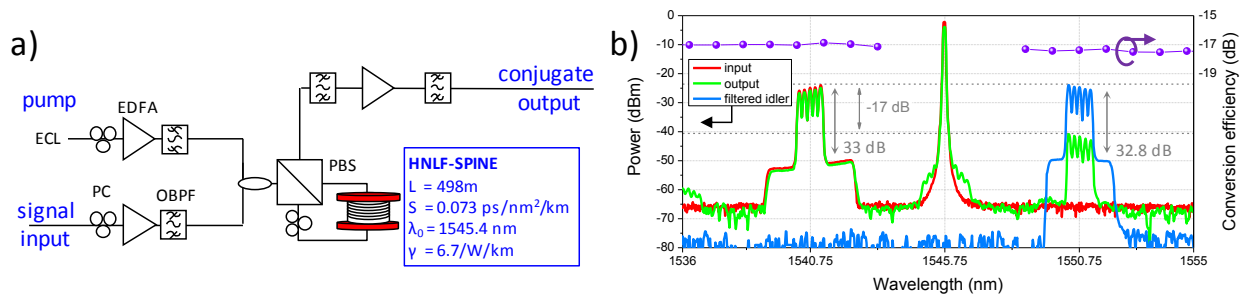 a)
pump
EDFA
ECL
PC
OBPF
signal
input
PBS
conjugate
output
HNLF-SPINE
L = 498m
S = 0.073 ps/nm²/km
λ₀ = 1545.4 nm
γ = 6.7/W/km
b)
0
-10
-20
-30
-40
-50
-60
-70
-80
Power (dBm)
1536
1540.75
1545.75
1550.75
1555
Wavelength (nm)
-15
-17
-19
Conversion efficiency (dB)
input
output
filtered idler
-17 dB
33 dB
32.8 dB